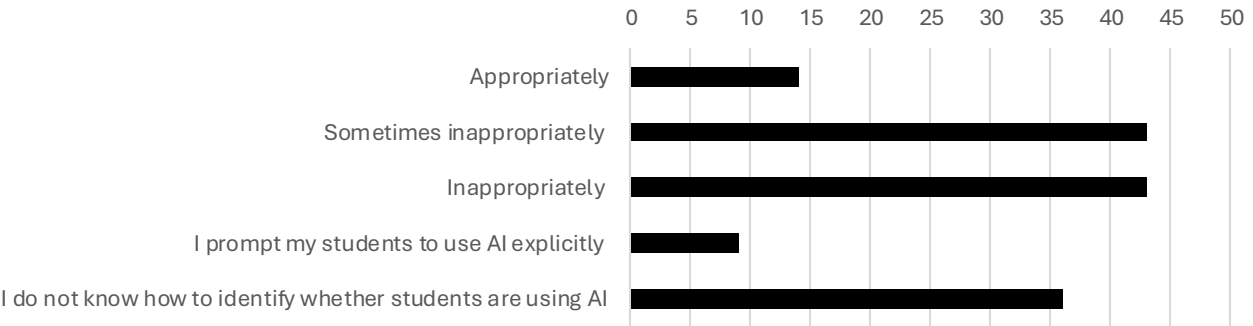 0 5 10 15 20 25 30 35 40 45 50
Appropriately
Sometimes inappropriately
Inappropriately
I prompt my students to use AI explicitly
I do not know how to identify whether students are using AI